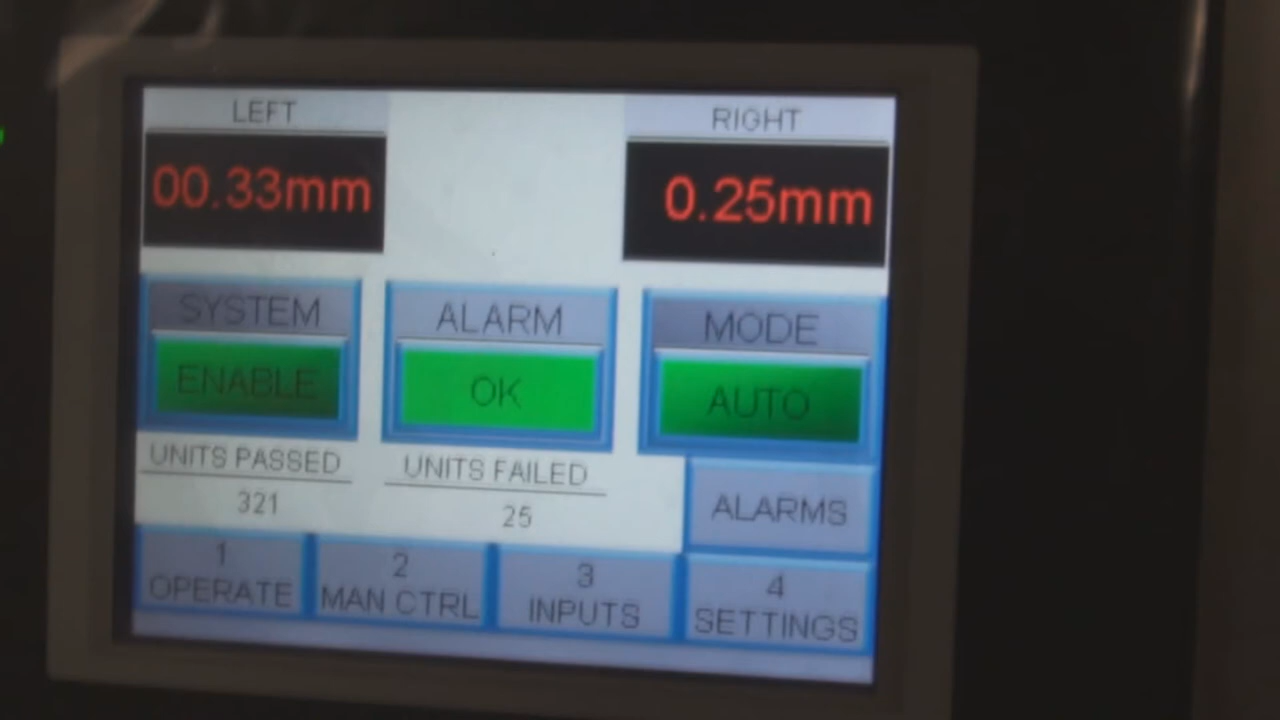 LEFT
RIGHT
00.33mm
0.25mm
SYSTEM
ALARM
MODE
ENABLE
OK
AUTO
UNITS PASSED
UNITS FAILED
321
25
ALARMS
1
OPERATE
2
MAN CTRL
3
INPUTS
4
SETTINGS